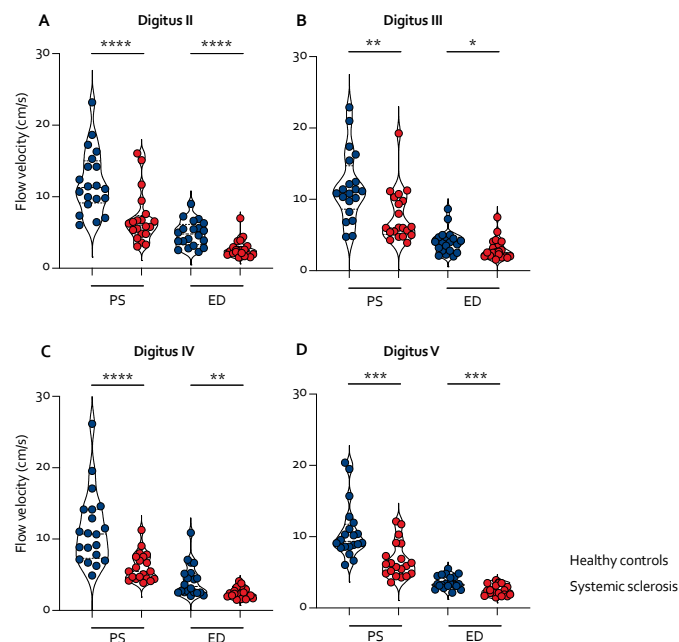 A Digitus II
**** ****
Flow velocity (cm/s)
30
20
10
0
PS ED
B Digitus III
** *
30
20
10
0
PS ED
C Digitus IV
**** **
Flow velocity (cm/s)
30
20
10
0
PS ED
D Digitus V
*** ***
30
20
10
0
PS ED
Healthy controls
Systemic sclerosis